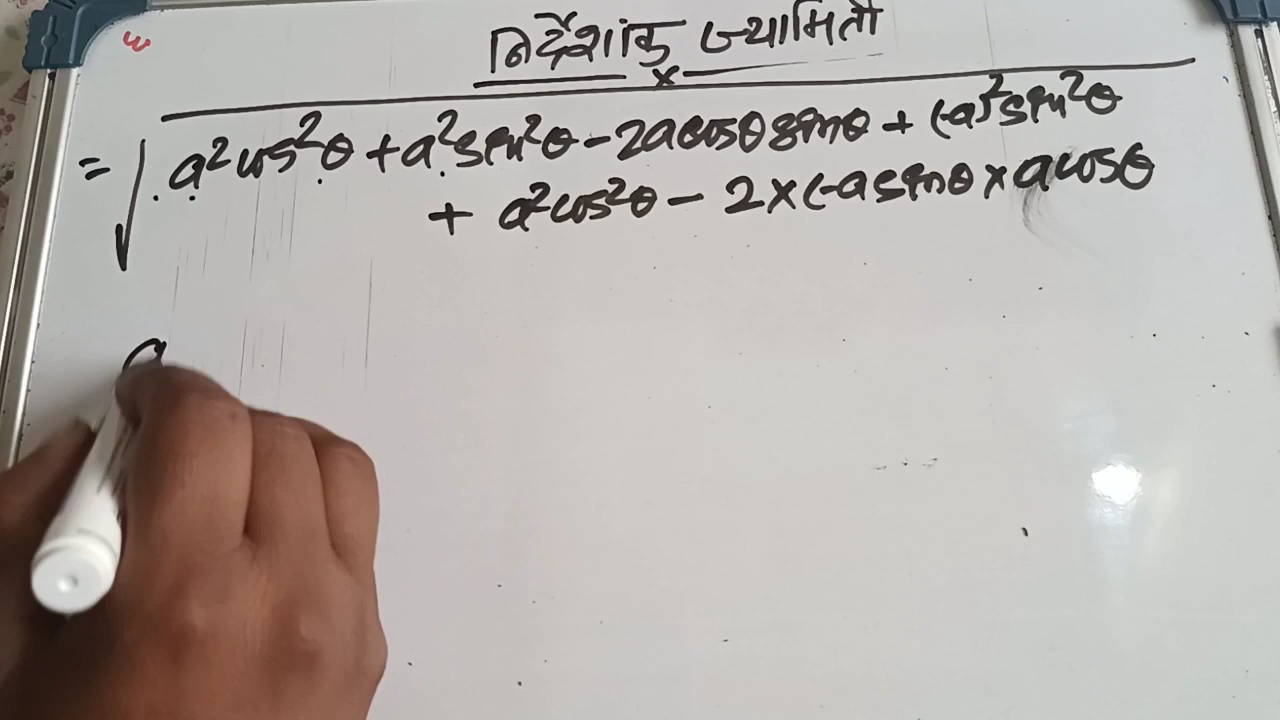 निर्देशांक ज्यामिती
= √a²cos²θ + a²sin²θ - 2acosθ sinθ + (-a)²sin²θ
+ a²cos²θ - 2×(-asinθ × acosθ